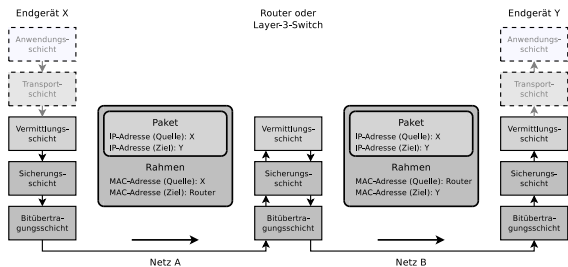 Endgerät X
Router oder
Layer-3-Switch
Endgerät Y
Anwendungs-
schicht
Anwendungs-
schicht
Transport-
schicht
Transport-
schicht
Vermittlungs-
schicht
Paket
IP-Adresse (Quelle): X
IP-Adresse (Ziel): Y
Vermittlungs-
schicht
Paket
IP-Adresse (Quelle): X
IP-Adresse (Ziel): Y
Vermittlungs-
schicht
Sicherungs-
schicht
Rahmen
MAC-Adresse (Quelle): X
MAC-Adresse (Ziel): Router
Sicherungs-
schicht
Rahmen
MAC-Adresse (Quelle): Router
MAC-Adresse (Ziel): Y
Sicherungs-
schicht
Bitübertra-
gungsschicht
Bitübertra-
gungsschicht
Bitübertra-
gungsschicht
Netz A
Netz B